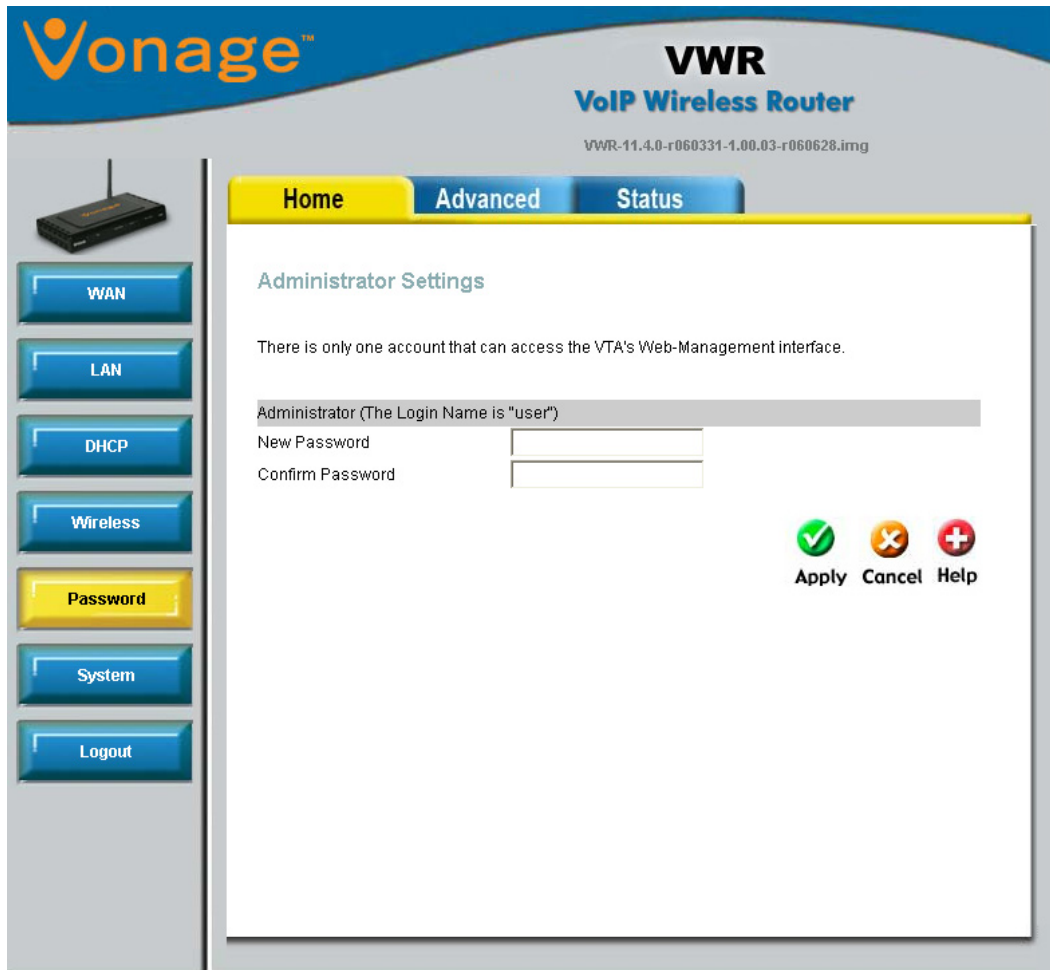 Vonage™
VWR
VoIP Wireless Router
VWR-11.4.0-r060331-1.00.03-r060628.img
Home
Advanced
Status
WAN
LAN
DHCP
Wireless
Password
System
Logout
Administrator Settings
There is only one account that can access the VTA's Web-Management interface.
Administrator (The Login Name is "user")
New Password
Confirm Password
Apply
Cancel
Help